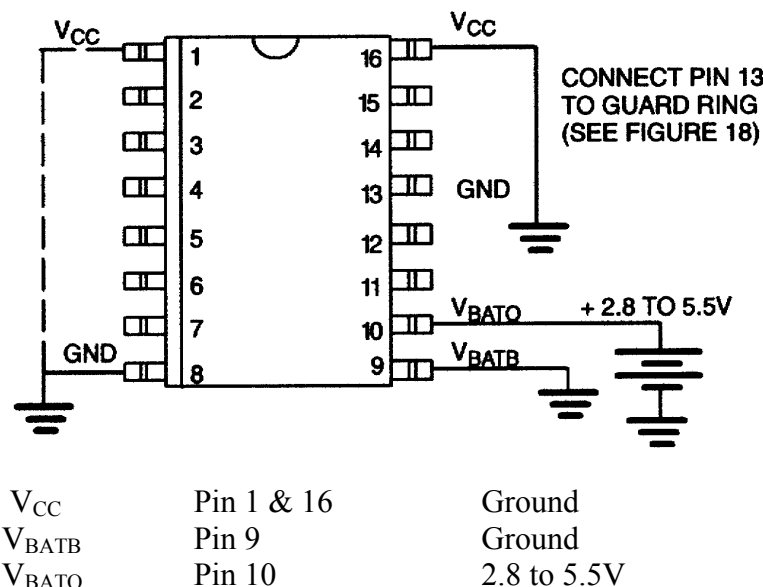 VCC
VCC
CONNECT PIN 13
TO GUARD RING
(SEE FIGURE 18)
1
16
2
15
3
14
4
13
GND
5
12
6
11
7
10
VBATO
+ 2.8 TO 5.5V
GND
8
9
VBATB
VCC Pin 1 & 16 Ground
VBATB Pin 9 Ground
VBATO Pin 10 2.8 to 5.5V